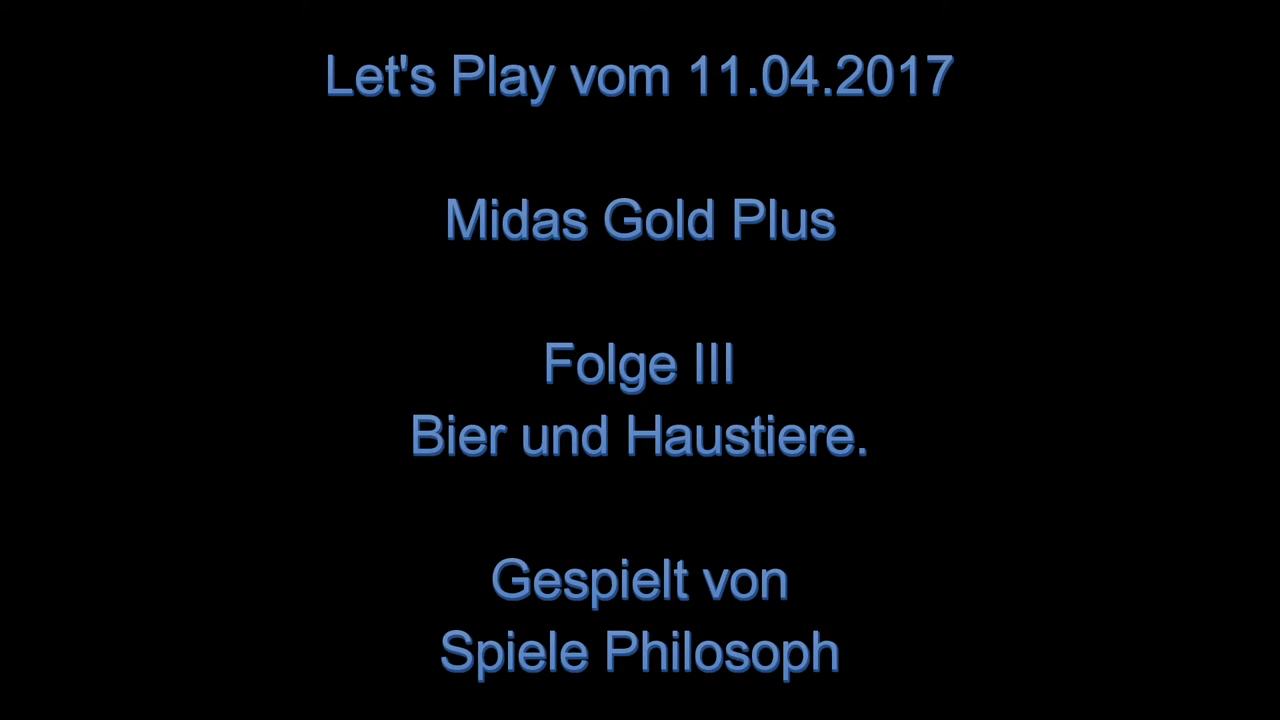 Let's Play vom 11.04.2017
Midas Gold Plus
Folge III
Bier und Haustiere.
Gespielt von
Spiele Philosoph